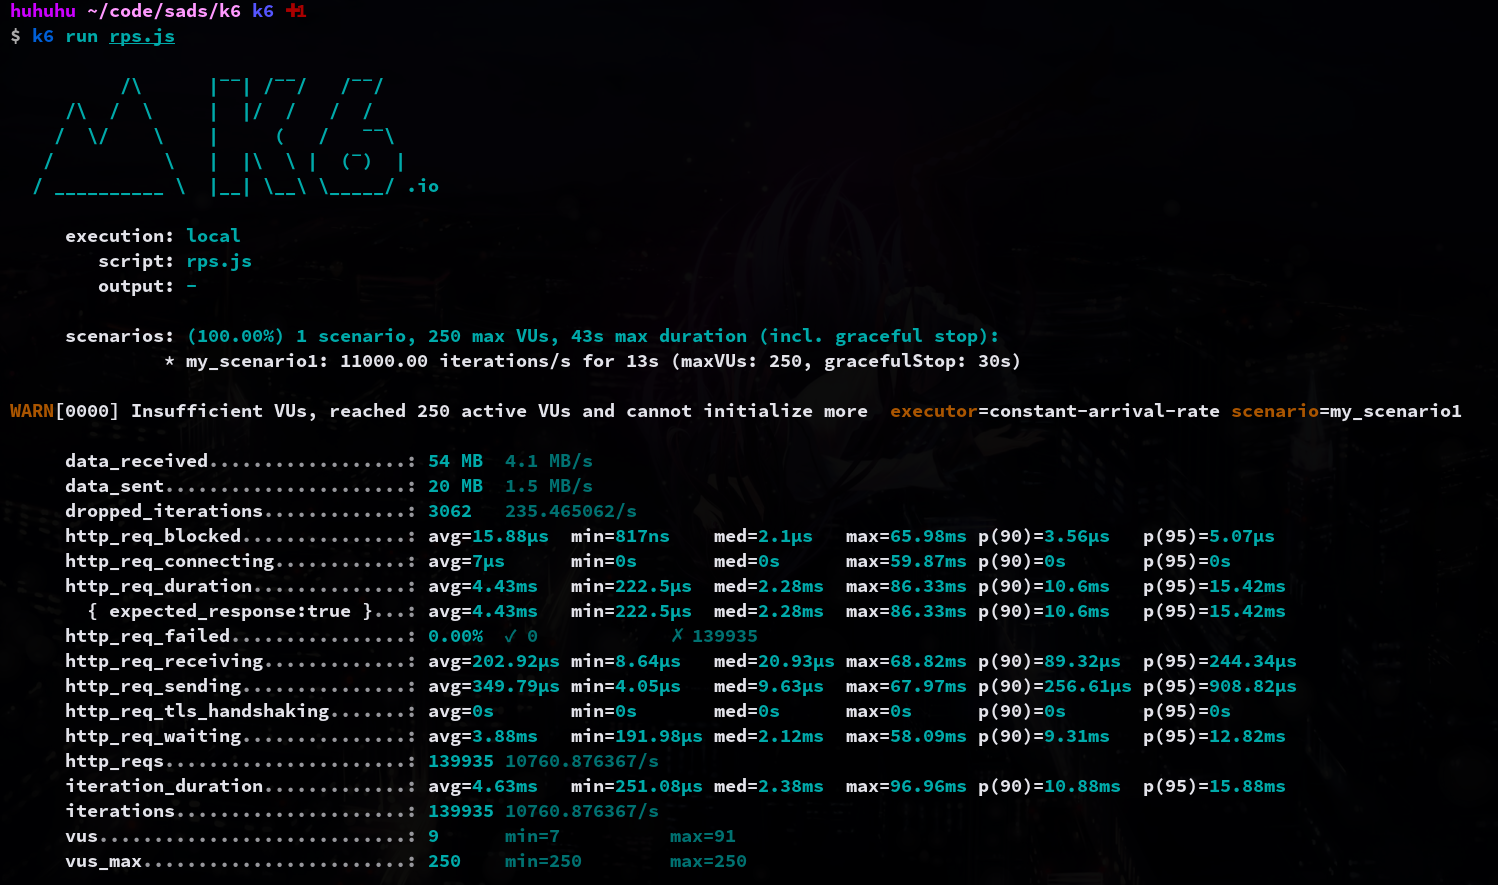 huhuhu ~/code/sads/k6 k6 ✚1
$ k6 run rps.js
          /\      |‾‾| /‾‾/   /‾‾/
     /\  /  \     |  |/  /   /  /
    /  \/    \    |     (   /   ‾‾\
   /          \   |  |\  \ |  (‾)  |
  / __________ \  |__| \__\ \_____/ .io
     execution: local
        script: rps.js
        output: -
     scenarios: (100.00%) 1 scenario, 250 max VUs, 43s max duration (incl. graceful stop):
              * my_scenario1: 11000.00 iterations/s for 13s (maxVUs: 250, gracefulStop: 30s)
WARN[0000] Insufficient VUs, reached 250 active VUs and cannot initialize more  executor=constant-arrival-rate scenario=my_scenario1
     data_received..................: 54 MB  4.1 MB/s
     data_sent......................: 20 MB  1.5 MB/s
     dropped_iterations.............: 3062   235.465062/s
     http_req_blocked...............: avg=15.88µs  min=817ns    med=2.1µs   max=65.98ms p(90)=3.56µs   p(95)=5.07µs
     http_req_connecting............: avg=7µs      min=0s       med=0s      max=59.87ms p(90)=0s       p(95)=0s
     http_req_duration..............: avg=4.43ms   min=222.5µs  med=2.28ms  max=86.33ms p(90)=10.6ms   p(95)=15.42ms
       { expected_response:true }...: avg=4.43ms   min=222.5µs  med=2.28ms  max=86.33ms p(90)=10.6ms   p(95)=15.42ms
     http_req_failed................: 0.00%  ✓ 0            ✗ 139935
     http_req_receiving.............: avg=202.92µs min=8.64µs   med=20.93µs max=68.82ms p(90)=89.32µs  p(95)=244.34µs
     http_req_sending...............: avg=349.79µs min=4.05µs   med=9.63µs  max=67.97ms p(90)=256.61µs p(95)=908.82µs
     http_req_tls_handshaking.......: avg=0s       min=0s       med=0s      max=0s      p(90)=0s       p(95)=0s
     http_req_waiting...............: avg=3.88ms   min=191.98µs med=2.12ms  max=58.09ms p(90)=9.31ms   p(95)=12.82ms
     http_reqs......................: 139935 10760.876367/s
     iteration_duration.............: avg=4.63ms   min=251.08µs med=2.38ms  max=96.96ms p(90)=10.88ms  p(95)=15.88ms
     iterations.....................: 139935 10760.876367/s
     vus............................: 9      min=7          max=91
     vus_max........................: 250    min=250        max=250